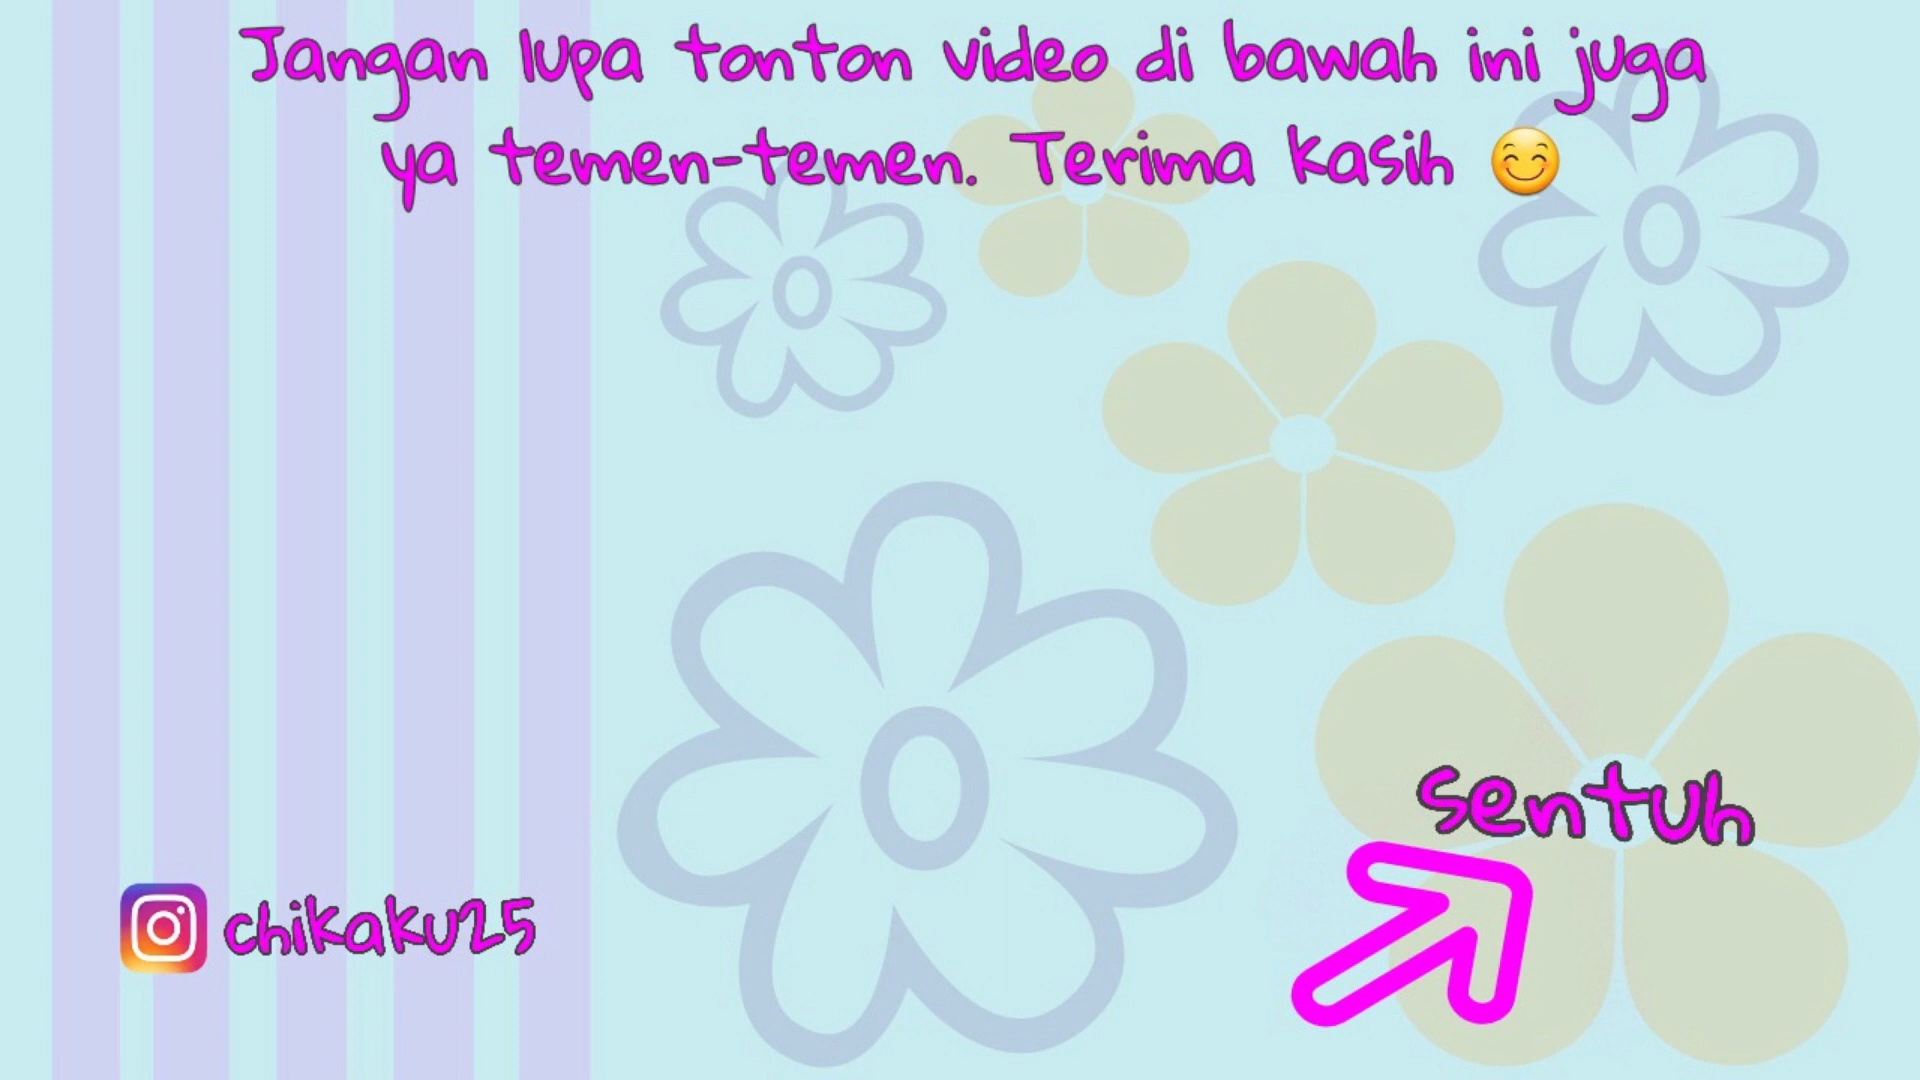 Jangan lupa tonton video di bawah ini juga
ya temen-temen. Terima kasih 😊
sentuh
chikaku25